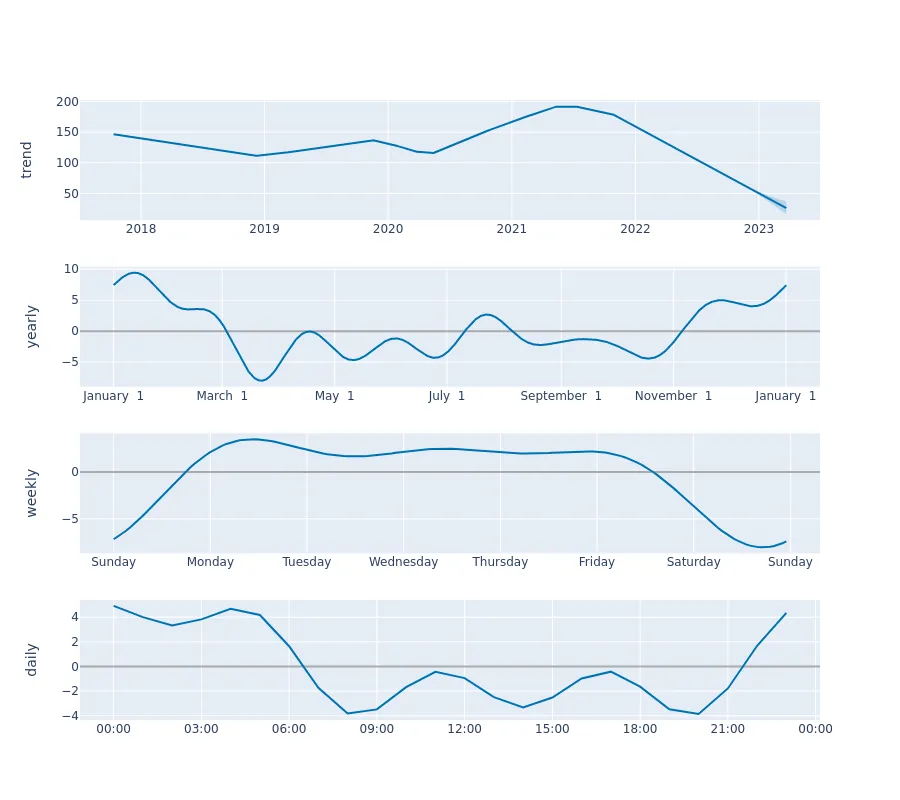 trend
200
150
100
50
2018 2019 2020 2021 2022 2023
yearly
10
5
0
−5
January 1 March 1 May 1 July 1 September 1 November 1 January 1
weekly
0
−5
Sunday Monday Tuesday Wednesday Thursday Friday Saturday Sunday
daily
4
2
0
−2
−4
00:00 03:00 06:00 09:00 12:00 15:00 18:00 21:00 00:00